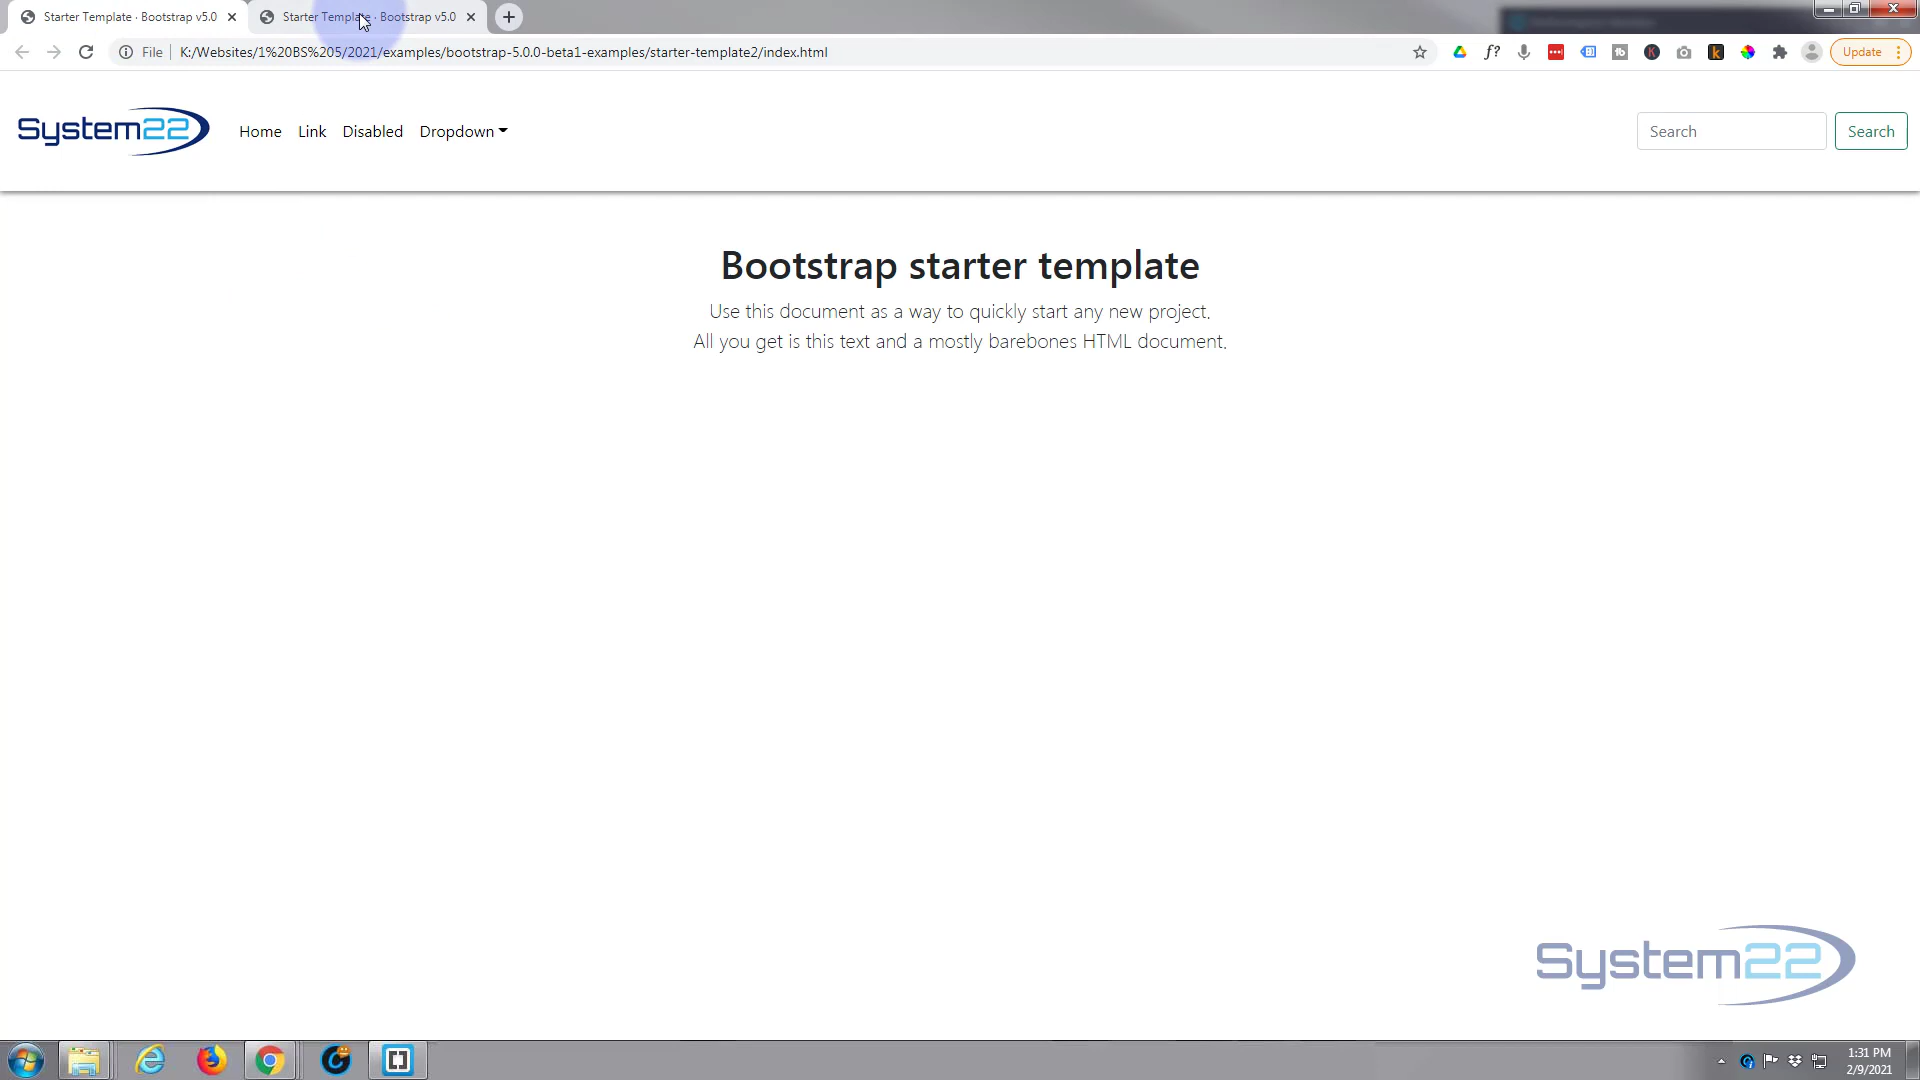 Starter Template · Bootstrap v5.0
Starter Template · Bootstrap v5.0
File
K:/Websites/1%20BS%205/2021/examples/bootstrap-5.0.0-beta1-examples/starter-template2/index.html
Update
System22
Home
Link
Disabled
Dropdown
Search
Search
Bootstrap starter template
Use this document as a way to quickly start any new project.
All you get is this text and a mostly barebones HTML document.
System22
1:31 PM
2/9/2021